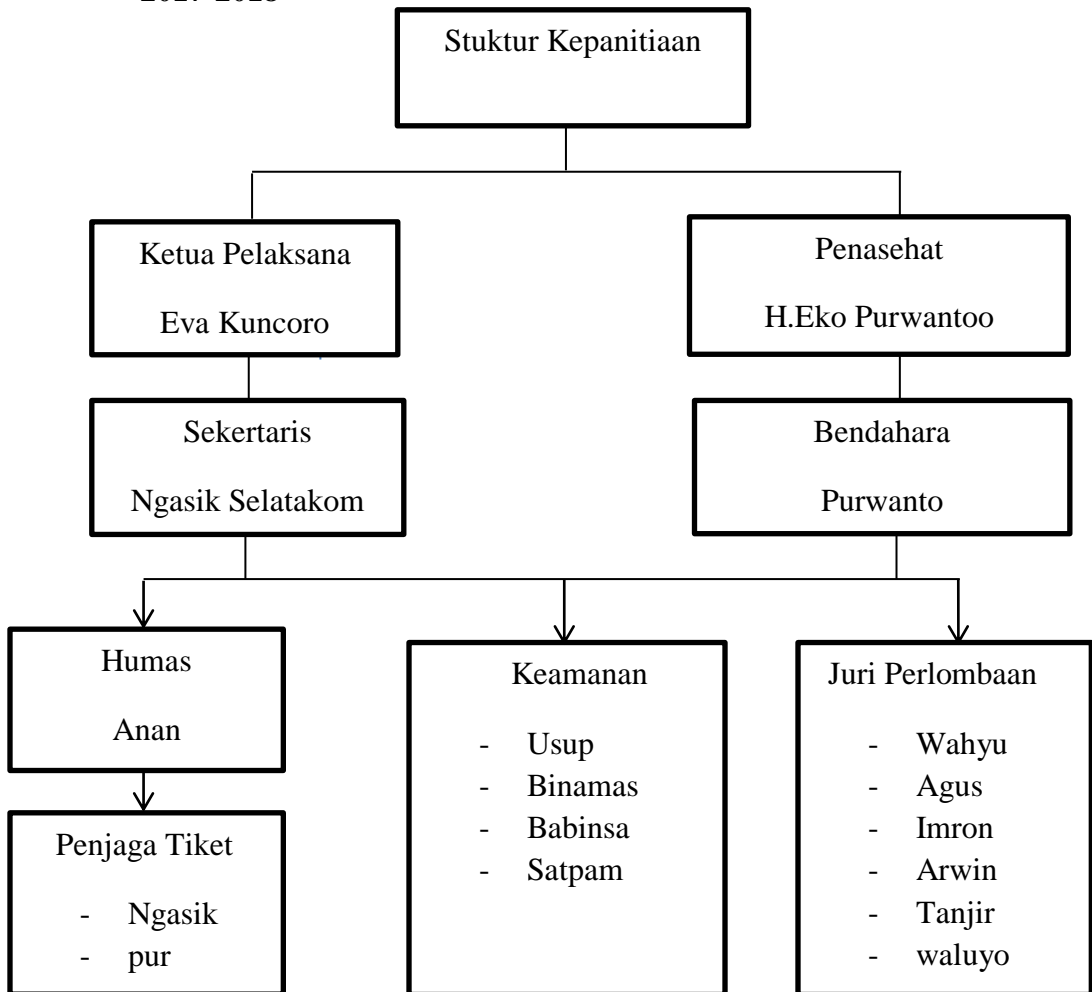 Stuktur Kepanitiaan
Ketua Pelaksana
Eva Kuncoro
Penasehat
H.Eko Purwantoo
Sekertaris
Ngasik Selatakom
Bendahara
Purwanto
Humas
Anan
Keamanan
- Usup
- Binamas
- Babinsa
- Satpam
Juri Perlombaan
- Wahyu
- Agus
- Imron
- Arwin
- Tanjir
- waluyo
Penjaga Tiket
- Ngasik
- pur